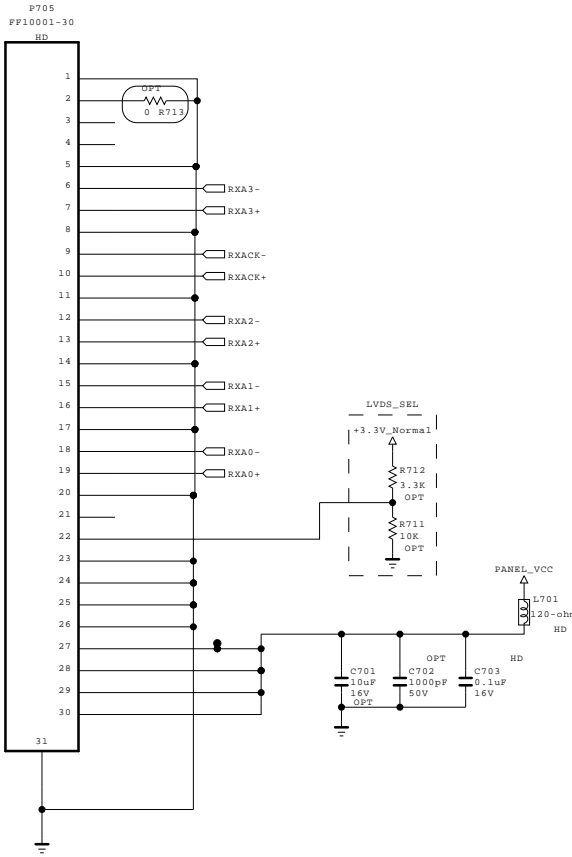 P705
FF10001-30
HD
1
OPT
2
0 R713
3
4
5
6 RXA3-
7 RXA3+
8
9 RXACK-
10 RXACK+
11
12 RXA2-
13 RXA2+
14
15 RXA1-
16 RXA1+
17
18 RXA0-
19 RXA0+
20
21
22
23
24
25
26
27
28
29
30
31
LVDS_SEL
+3.3V_Normal
R712
3.3K
OPT
R711
10K
OPT
PANEL_VCC
L701
120-ohm
HD
C701
10uF
16V
OPT
OPT
C702
1000pF
50V
HD
C703
0.1uF
16V